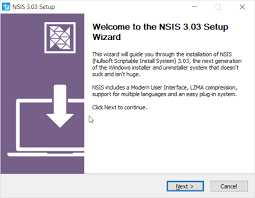 NSIS 3.03 Setup
Welcome to the NSIS 3.03 Setup
Wizard
This wizard will guide you through the installation of NSIS
(Nullsoft Scriptable Install System) 3.03, the next generation
of the Windows installer and uninstaller system that doesn't
suck and isn't huge.
NSIS includes a Modern User Interface, LZMA compression,
support for multiple languages and an easy plug-in system.
Click Next to continue.
Next >
Cancel